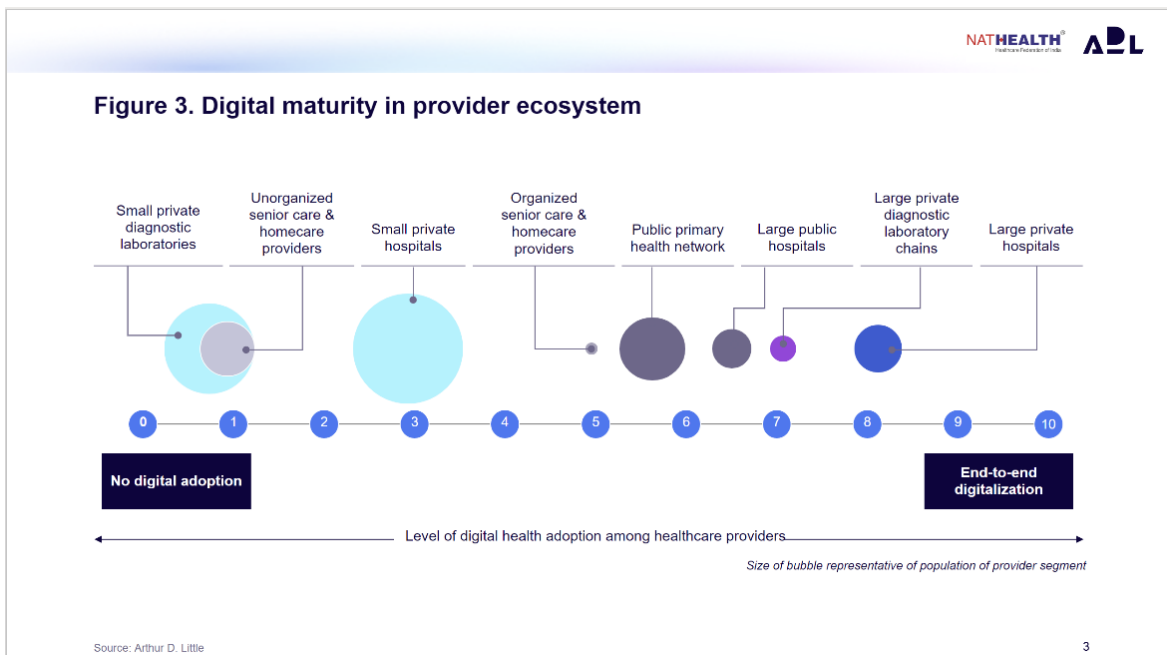 NATHEALTH®
Healthcare Federation of India
ADL
Figure 3. Digital maturity in provider ecosystem
Small private
diagnostic
laboratories
Unorganized
senior care &
homecare
providers
Small private
hospitals
Organized
senior care &
homecare
providers
Public primary
health network
Large public
hospitals
Large private
diagnostic
laboratory
chains
Large private
hospitals
0
1
2
3
4
5
6
7
8
9
10
No digital adoption
End-to-end
digitalization
Level of digital health adoption among healthcare providers
Size of bubble representative of population of provider segment
Source: Arthur D. Little
3